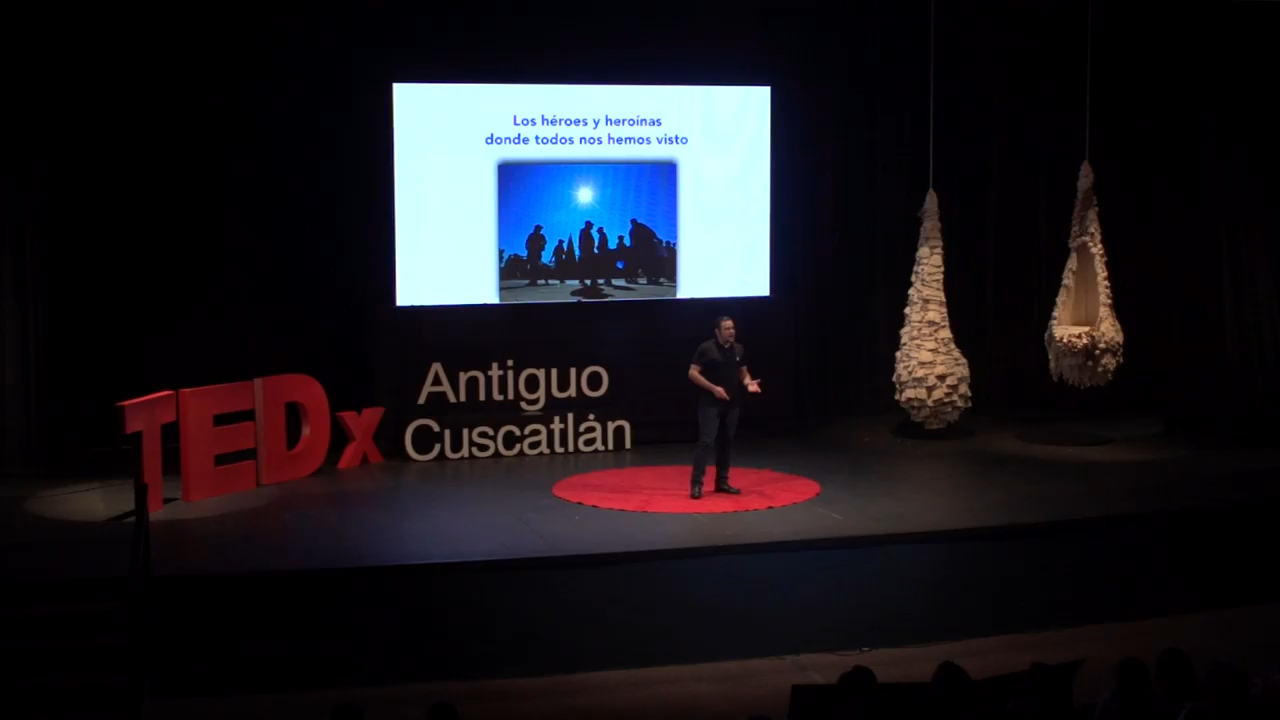 Los héroes y heroínas
donde todos nos hemos visto
TEDx
Antiguo
Cuscatlán